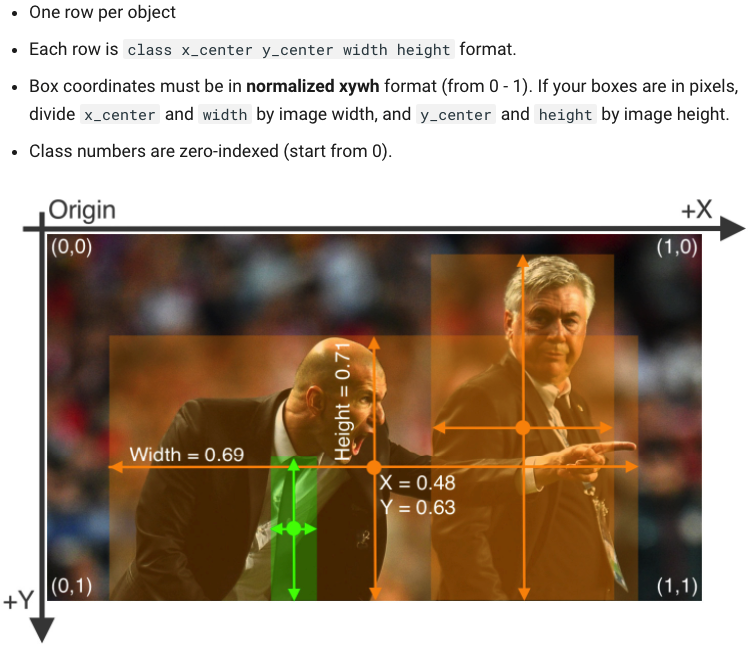 One row per object
Each row is class x_center y_center width height format.
Box coordinates must be in normalized xywh format (from 0 - 1). If your boxes are in pixels,
divide x_center and width by image width, and y_center and height by image height.
Class numbers are zero-indexed (start from 0).
Origin
+X
(0,0)
(1,0)
Height = 0.71
Width = 0.69
X = 0.48
Y = 0.63
(0,1)
(1,1)
+Y